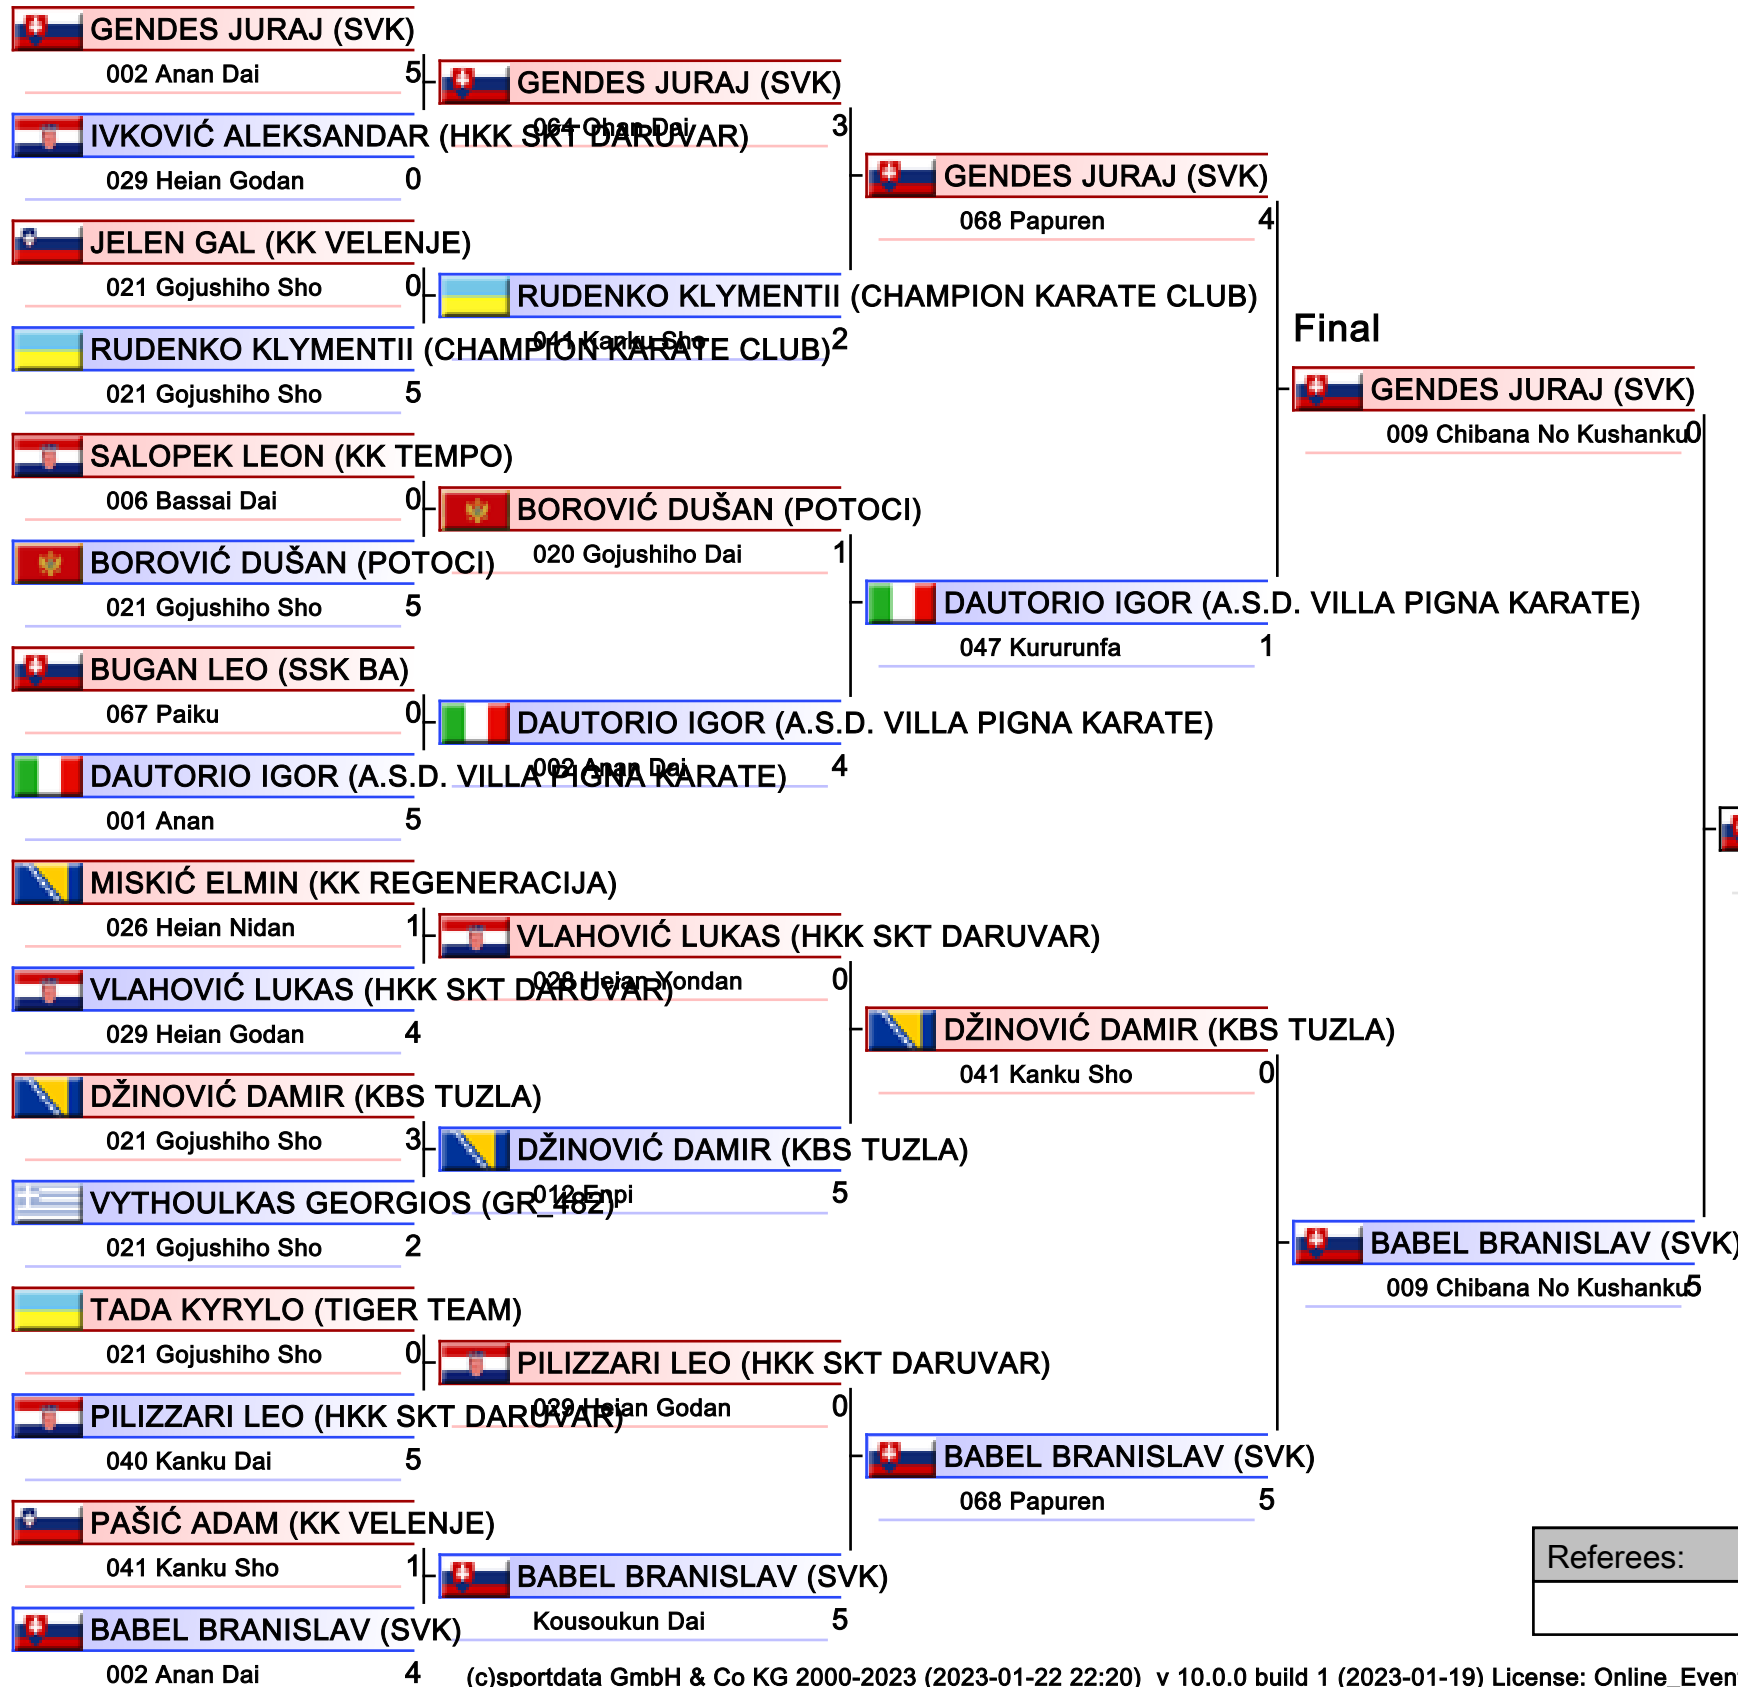 GENDES JURAJ (SVK)
002 Anan Dai 5
IVKOVIĆ ALEKSANDAR (HKK SKT DARUVAR)
029 Heian Godan 0
JELEN GAL (KK VELENJE)
021 Gojushiho Sho 0
RUDENKO KLYMENTII (CHAMPION KARATE CLUB)
021 Gojushiho Sho 5
SALOPEK LEON (KK TEMPO)
006 Bassai Dai 0
BOROVIĆ DUŠAN (POTOCI)
021 Gojushiho Sho 5
BUGAN LEO (SSK BA)
067 Paiku 0
DAUTORIO IGOR (A.S.D. VILLA PIGNA KARATE)
001 Anan 5
MISKIĆ ELMIN (KK REGENERACIJA)
026 Heian Nidan 1
VLAHOVIĆ LUKAS (HKK SKT DARUVAR)
029 Heian Godan 4
DŽINOVIĆ DAMIR (KBS TUZLA)
021 Gojushiho Sho 3
VYTHOULKAS GEORGIOS (GR_482)
021 Gojushiho Sho 2
TADA KYRYLO (TIGER TEAM)
021 Gojushiho Sho 0
PILIZZARI LEO (HKK SKT DARUVAR)
040 Kanku Dai 5
PAŠIĆ ADAM (KK VELENJE)
041 Kanku Sho 1
BABEL BRANISLAV (SVK)
002 Anan Dai 4
GENDES JURAJ (SVK)
064 Ohan Dai 3
RUDENKO KLYMENTII (CHAMPION KARATE CLUB)
041 Kanku Sho 2
BOROVIĆ DUŠAN (POTOCI)
020 Gojushiho Dai 1
DAUTORIO IGOR (A.S.D. VILLA PIGNA KARATE)
002 Anan Dai 4
VLAHOVIĆ LUKAS (HKK SKT DARUVAR)
028 Heian Yondan 0
DŽINOVIĆ DAMIR (KBS TUZLA)
012 Enpi 5
PILIZZARI LEO (HKK SKT DARUVAR)
029 Heian Godan 0
BABEL BRANISLAV (SVK)
Kousoukun Dai 5
GENDES JURAJ (SVK)
068 Papuren 4
DAUTORIO IGOR (A.S.D. VILLA PIGNA KARATE)
047 Kururunfa 1
DŽINOVIĆ DAMIR (KBS TUZLA)
041 Kanku Sho 0
BABEL BRANISLAV (SVK)
068 Papuren 5
Final
GENDES JURAJ (SVK)
009 Chibana No Kushanku 0
BABEL BRANISLAV (SVK)
009 Chibana No Kushanku 5
Referees:
(c)sportdata GmbH & Co KG 2000-2023 (2023-01-22 22:20) v 10.0.0 build 1 (2023-01-19) License: Online_Even